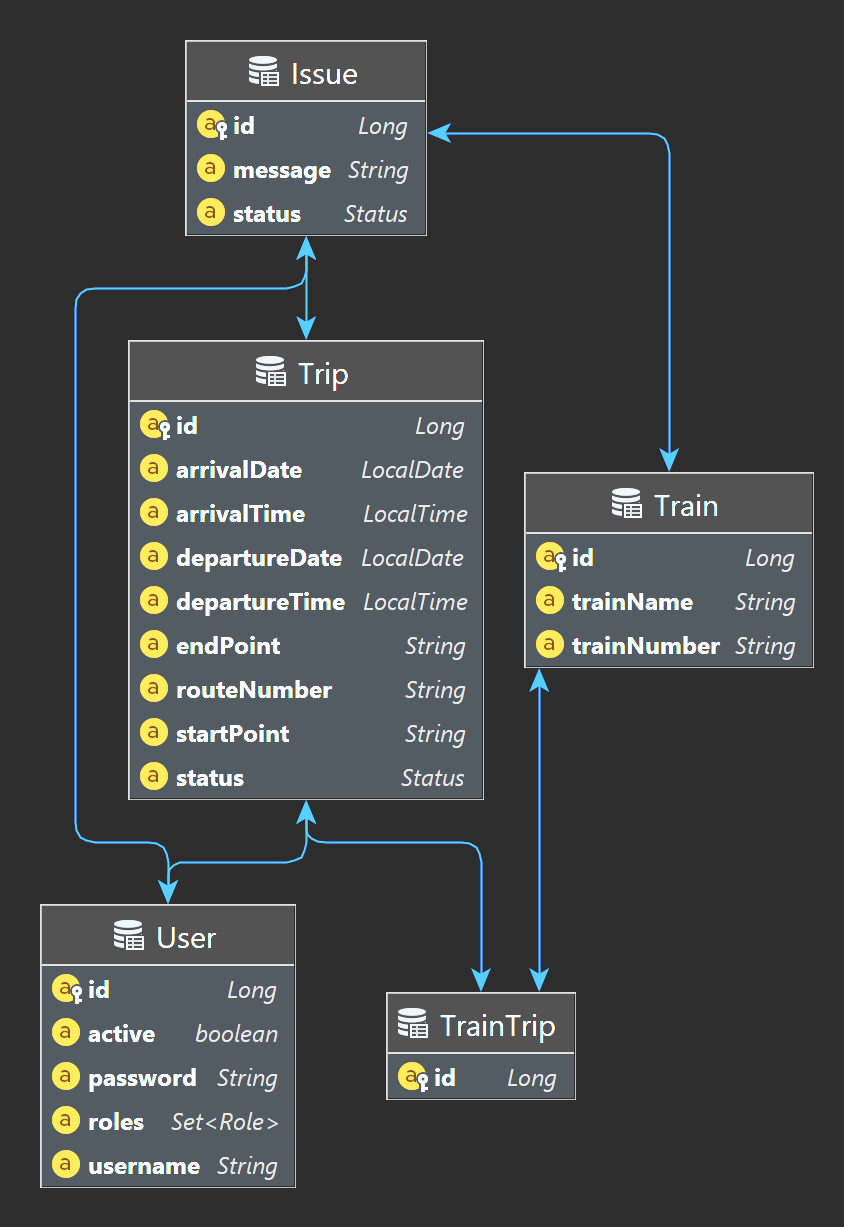 Issue
id Long
message String
status Status
Trip
id Long
arrivalDate LocalDate
arrivalTime LocalTime
departureDate LocalDate
departureTime LocalTime
endPoint String
routeNumber String
startPoint String
status Status
Train
id Long
trainName String
trainNumber String
User
id Long
active boolean
password String
roles Set<Role>
username String
TrainTrip
id Long